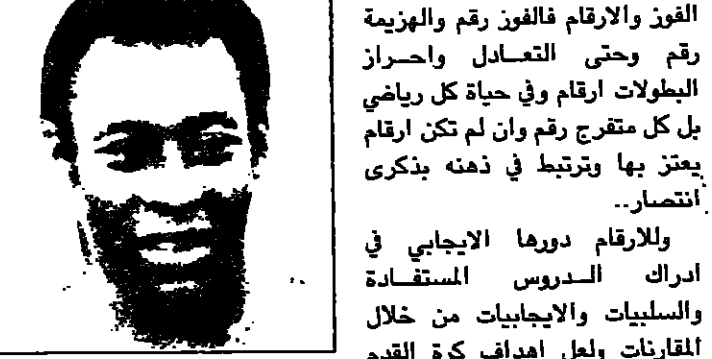 الفوز والارقام فالفوز رقم والهزيمة
رقم وحتى التعادل واحراز
البطولات ارقام وفي حياة كل رياضي
بل كل متفرج رقم وان لم تكن ارقام
يعتز بها وترتبط في ذهنه بذكرى
انتصار..
وللارقام دورها الايجابي في
ادراك الدروس المستفادة
والسلبيات والايجابيات من خلال
المقارنات ولعل اهداف كرة القدم